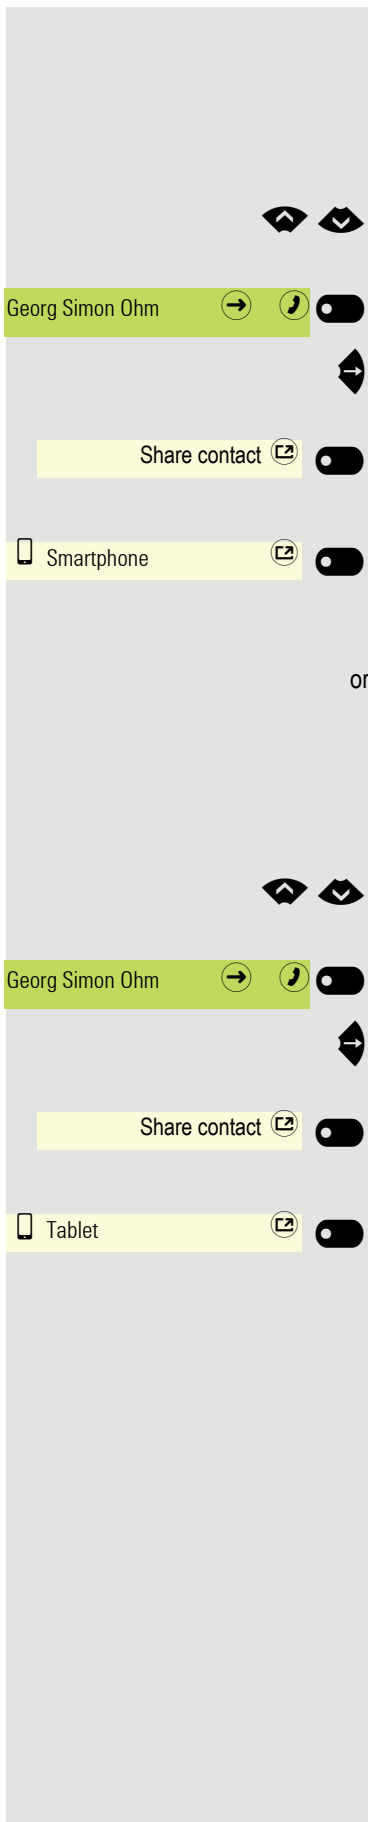 Georg Simon Ohm
Share contact
Smartphone
or
Georg Simon Ohm
Share contact
Tablet